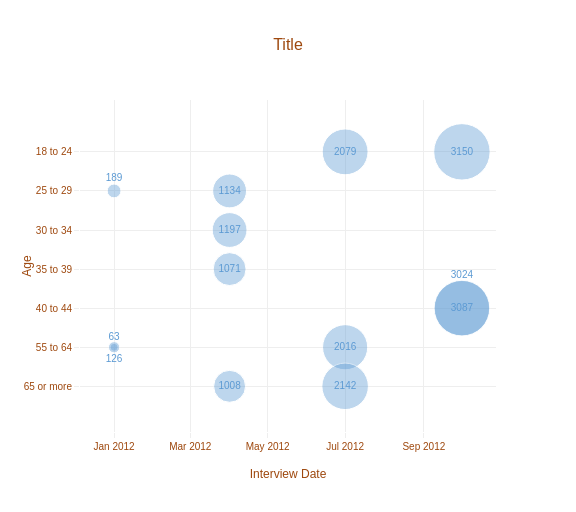 Title
18 to 24
2079
3150
189
25 to 29
1134
30 to 34
1197
Age
35 to 39
1071
3024
40 to 44
3087
63
55 to 64
2016
126
65 or more
1008
2142
Jan 2012
Mar 2012
May 2012
Jul 2012
Sep 2012
Interview Date